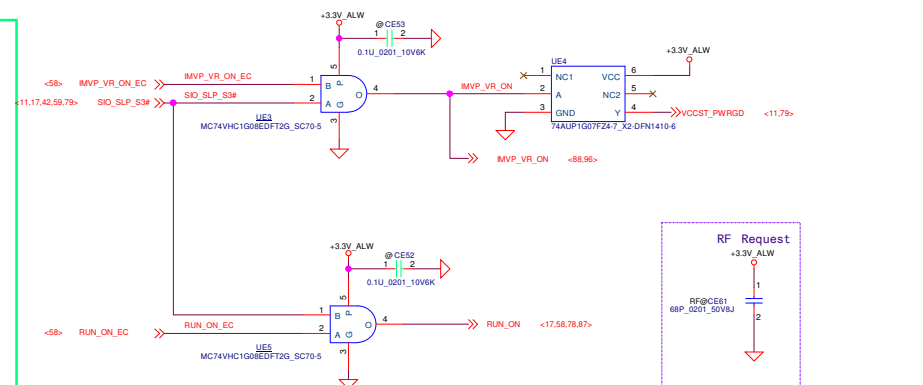 +3.3V_ALW
@ CE53
1 2
0.1U_0201_10V6K
5
<58> IMVP_VR_ON_EC IMVP_VR_ON_EC 1 B P
O 4 IMVP_VR_ON
<11,17,42,59,79> SIO_SLP_S3# SIO_SLP_S3# 2 A G
3
UE3
MC74VHC1G08EDFT2G_SC70-5
+3.3V_ALW
UE4
1 NC1 VCC 6
2 A NC2 5
3 GND Y 4 VCCST_PWRGD <11,79>
74AUP1G07FZ4-7_X2-DFN1410-6
IMVP_VR_ON <88,96>
RF Request
+3.3V_ALW
1
RF@CE61
68P_0201_50V8J
2
+3.3V_ALW
@ CE52
1 2
0.1U_0201_10V6K
5
1 B P
O 4 RUN_ON <17,58,78,87>
<58> RUN_ON_EC RUN_ON_EC 2 A G
3
UE5
MC74VHC1G08EDFT2G_SC70-5